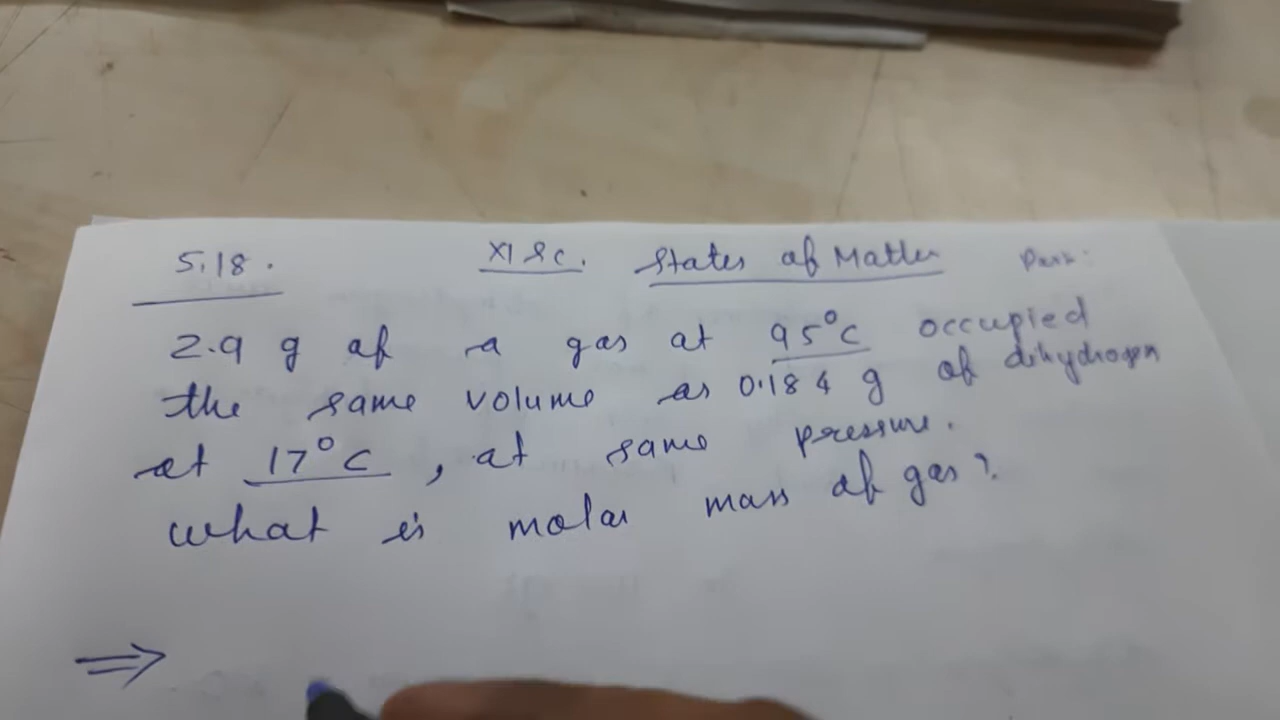 5.18.
XI Sc. States of Matter
2.9 g of a gas at 95°C occupied
the same volume as 0.184 g of dihydrogen
at 17°C, at same pressure.
what is molar mass of gas?
⇒